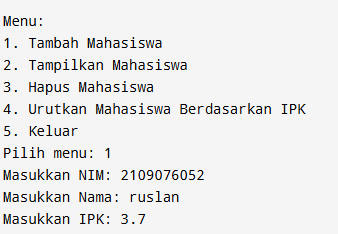 Menu:
1. Tambah Mahasiswa
2. Tampilkan Mahasiswa
3. Hapus Mahasiswa
4. Urutkan Mahasiswa Berdasarkan IPK
5. Keluar
Pilih menu: 1
Masukkan NIM: 2109076052
Masukkan Nama: ruslan
Masukkan IPK: 3.7